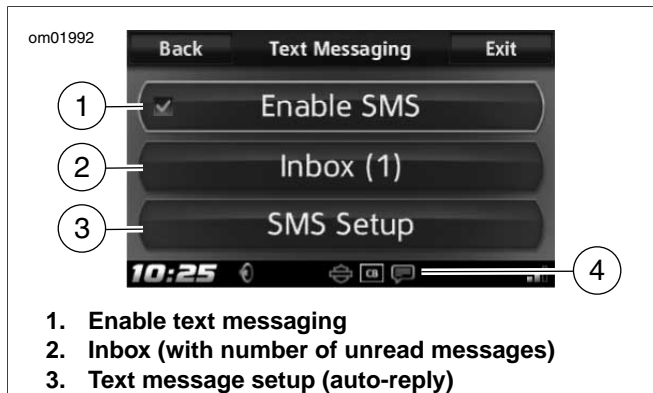 om01992
Back Text Messaging Exit
1 Enable SMS
2 Inbox (1)
3 SMS Setup
10:25 CB 4
1. Enable text messaging
2. Inbox (with number of unread messages)
3. Text message setup (auto-reply)